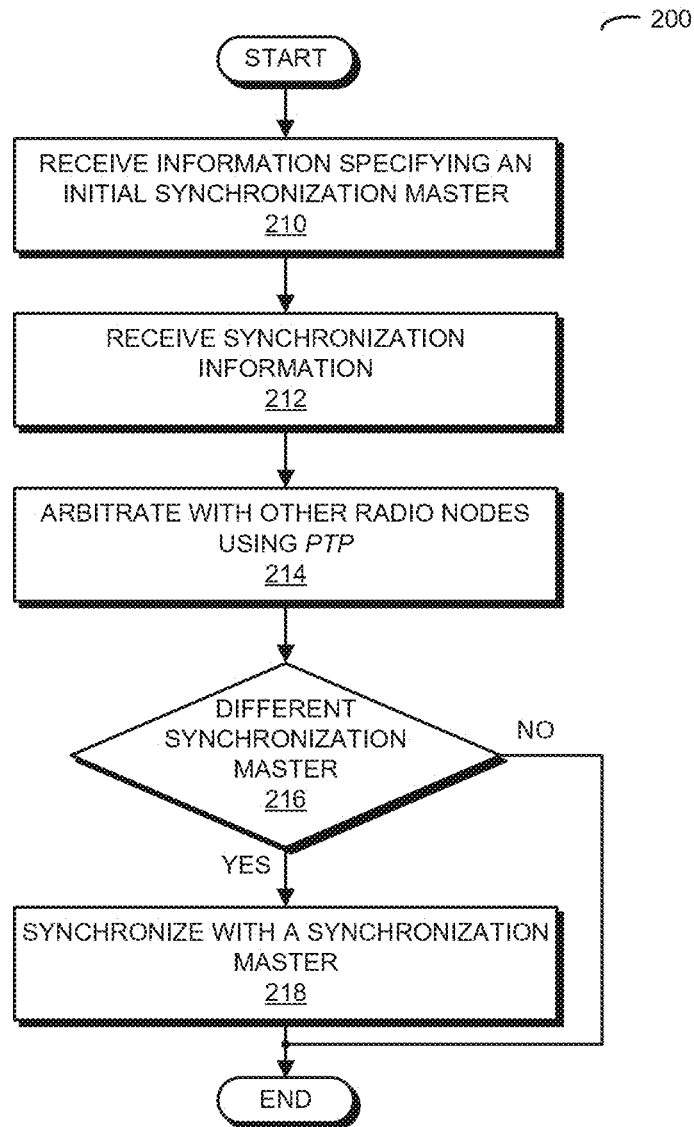 200
START
RECEIVE INFORMATION SPECIFYING AN
INITIAL SYNCHRONIZATION MASTER
210
RECEIVE SYNCHRONIZATION
INFORMATION
212
ARBITRATE WITH OTHER RADIO NODES
USING PTP
214
DIFFERENT
SYNCHRONIZATION
MASTER
216
NO
YES
SYNCHRONIZE WITH A SYNCHRONIZATION
MASTER
218
END